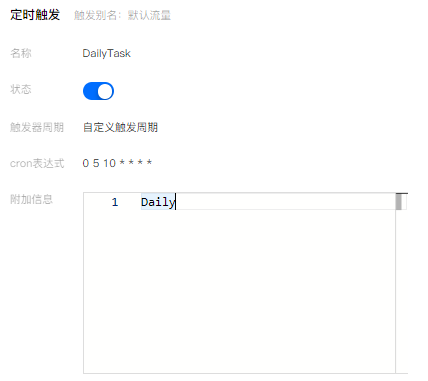 定时触发 触发别名：默认流量
名称 DailyTask
状态
触发器周期 自定义触发周期
cron表达式 0 5 10 * * * *
附加信息
1 Daily